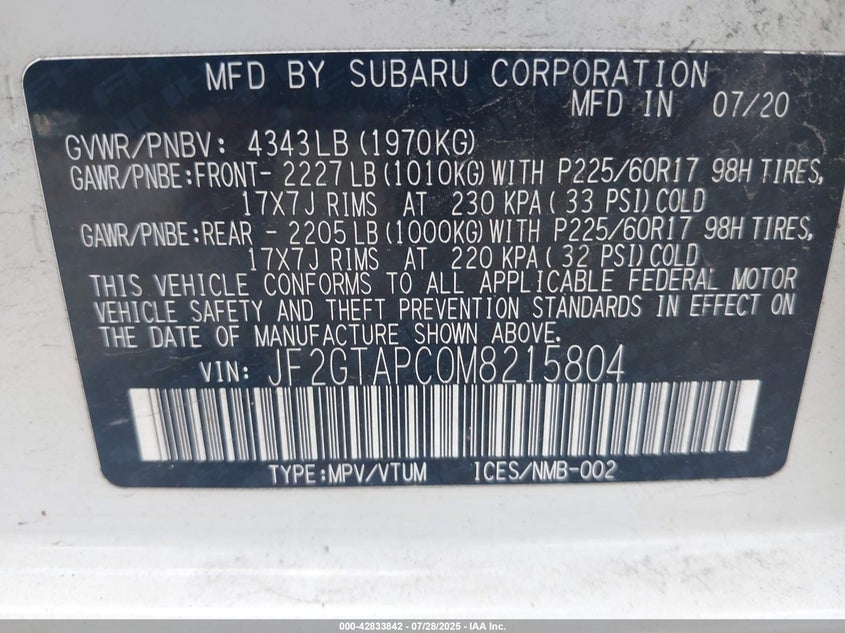 MFD BY SUBARU CORPORATION
MFD IN 07/20
GVWR/PNBV: 4343LB(1970KG)
GAWR/PNBE:FRONT- 2227LB(1010KG)WITH P225/60R17 98H TIRES,
17X7J RIMS AT 230 KPA( 33 PSI)COLD
GAWR/PNBE:REAR - 2205LB(1000KG)WITH P225/60R17 98H TIRES,
17X7J RIMS AT 220 KPA( 32 PSI)COLD
THIS VEHICLE CONFORMS TO ALL APPLICABLE FEDERAL MOTOR
VEHICLE SAFETY AND THEFT PREVENTION STANDARDS IN EFFECT ON
THE DATE OF MANUFACTURE SHOWN ABOVE.
VIN: JF2GTAPC0M8215804
TYPE:MPV/VTUM ICES/NMB-002
000-42833842 - 07/28/2025 - IAA Inc.